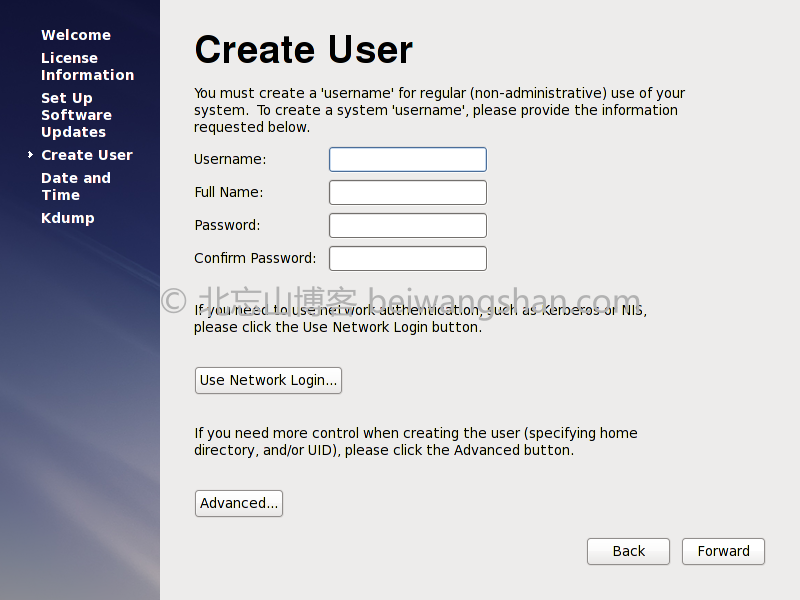 Welcome
License
Information
Set Up
Software
Updates
Create User
Date and
Time
Kdump
Create User
You must create a 'username' for regular (non-administrative) use of your
system.  To create a system 'username', please provide the information
requested below.
Username:
Full Name:
Password:
Confirm Password:
© 北忘山博客 beiwangshan.com
If you need to use network authentication, such as Kerberos or NIS,
please click the Use Network Login button.
Use Network Login...
If you need more control when creating the user (specifying home
directory, and/or UID), please click the Advanced button.
Advanced...
Back
Forward